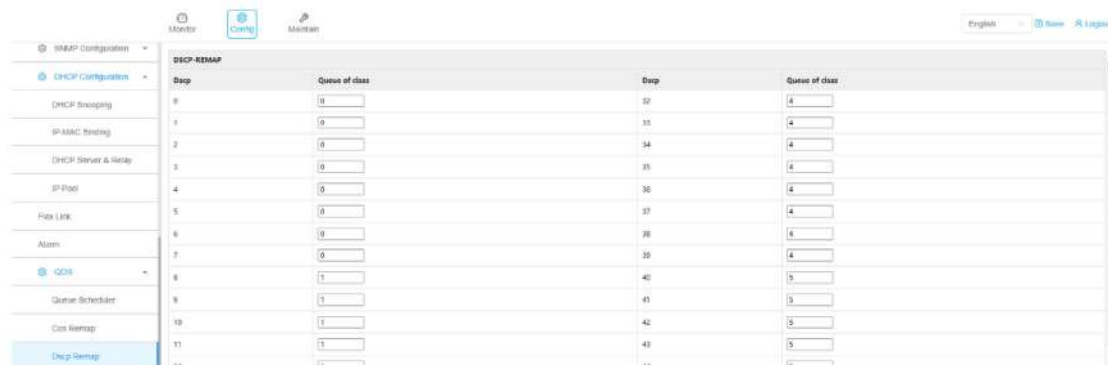 Monitor Config Maintain English Save Logout
SNMP Configuration
DHCP Configuration
DHCP Snooping
IP-MAC Binding
DHCP Server & Relay
IP Pool
Flex Link
Alarm
QOS
Queue Scheduler
Cos Remap
Dscp Remap
DSCP-REMAP
Dscp Queue of class Dscp Queue of class
0 0 32 4
1 0 33 4
2 0 34 4
3 0 35 4
4 0 36 4
5 0 37 4
6 0 38 4
7 0 39 4
8 1 40 5
9 1 41 5
10 1 42 5
11 1 43 5